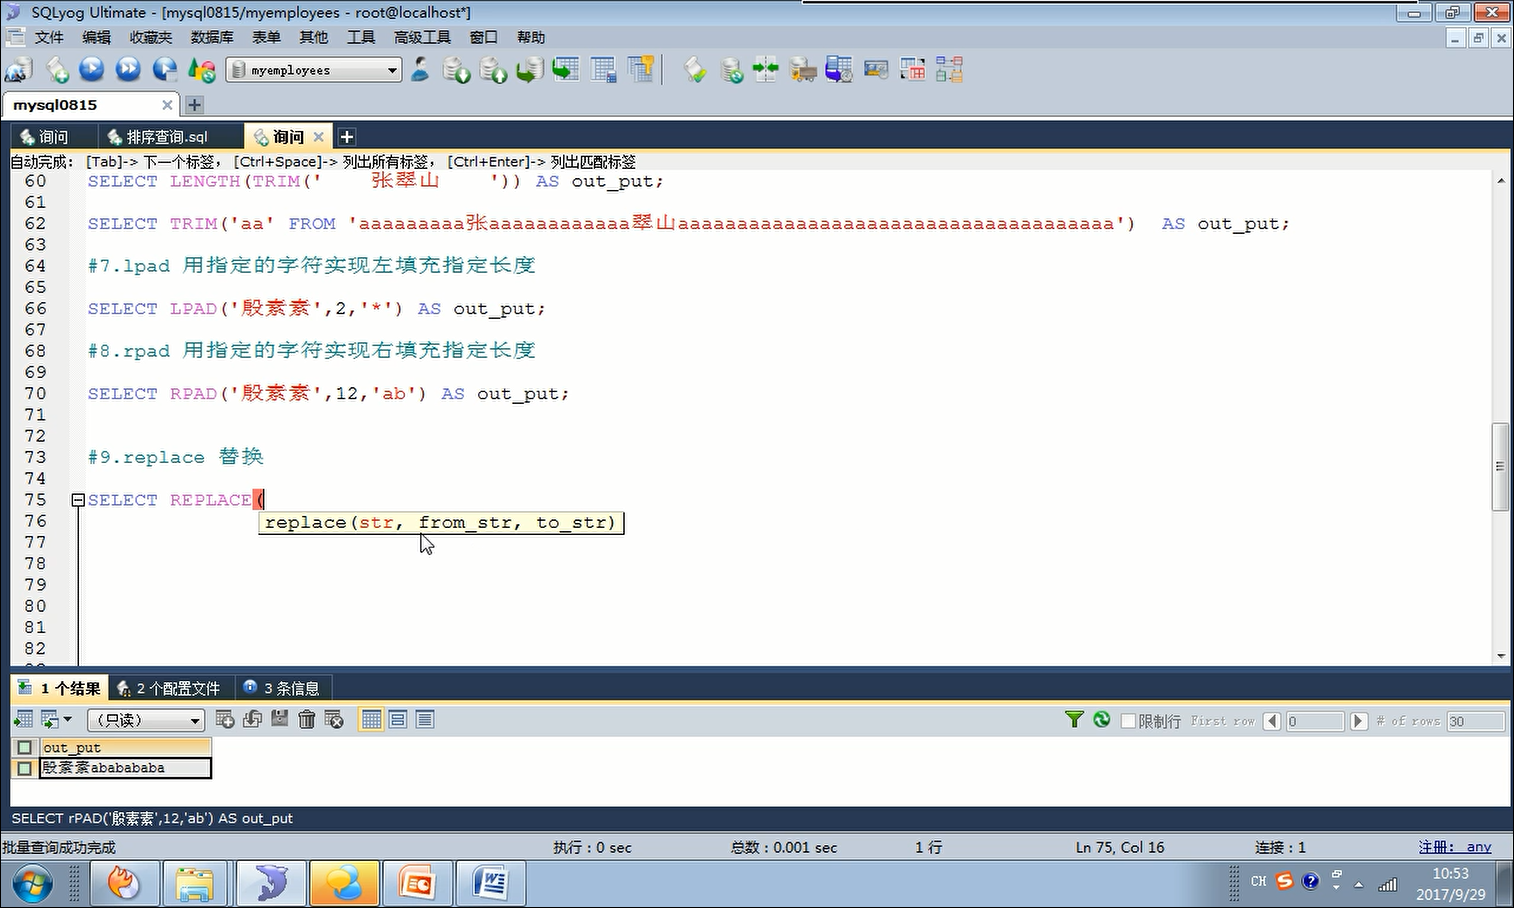 SQLyog Ultimate - [mysql0815/myemployees - root@localhost*]
文件 编辑 收藏夹 数据库 表单 其他 工具 高级工具 窗口 帮助
myemployees
mysql0815
询问 排序查询.sql 询问
自动完成： [Tab]-> 下一个标签， [Ctrl+Space]-> 列出所有标签， [Ctrl+Enter]-> 列出匹配标签
60 SELECT LENGTH(TRIM('    张翠山    ')) AS out_put;
61
62 SELECT TRIM('aa' FROM 'aaaaaaaaa张aaaaaaaaaaaa翠山aaaaaaaaaaaaaaaaaaaaaaaaaaaaaaaaaaaaa')  AS out_put;
63
64 #7.lpad 用指定的字符实现左填充指定长度
65
66 SELECT LPAD('殷素素',2,'*') AS out_put;
67
68 #8.rpad 用指定的字符实现右填充指定长度
69
70 SELECT RPAD('殷素素',12,'ab') AS out_put;
71
72
73 #9.replace 替换
74
75 SELECT REPLACE(
76 replace(str, from_str, to_str)
77
78
79
80
81
82
1 个结果 2 个配置文件 3 条信息
（只读） 限制行 First row 0 # of rows 30
out_put
殷素素ababababa
SELECT rPAD('殷素素',12,'ab') AS out_put
批量查询成功完成 执行：0 sec 总数：0.001 sec 1 行 Ln 75, Col 16 连接：1 注册: any
CH 10:53
2017/9/29